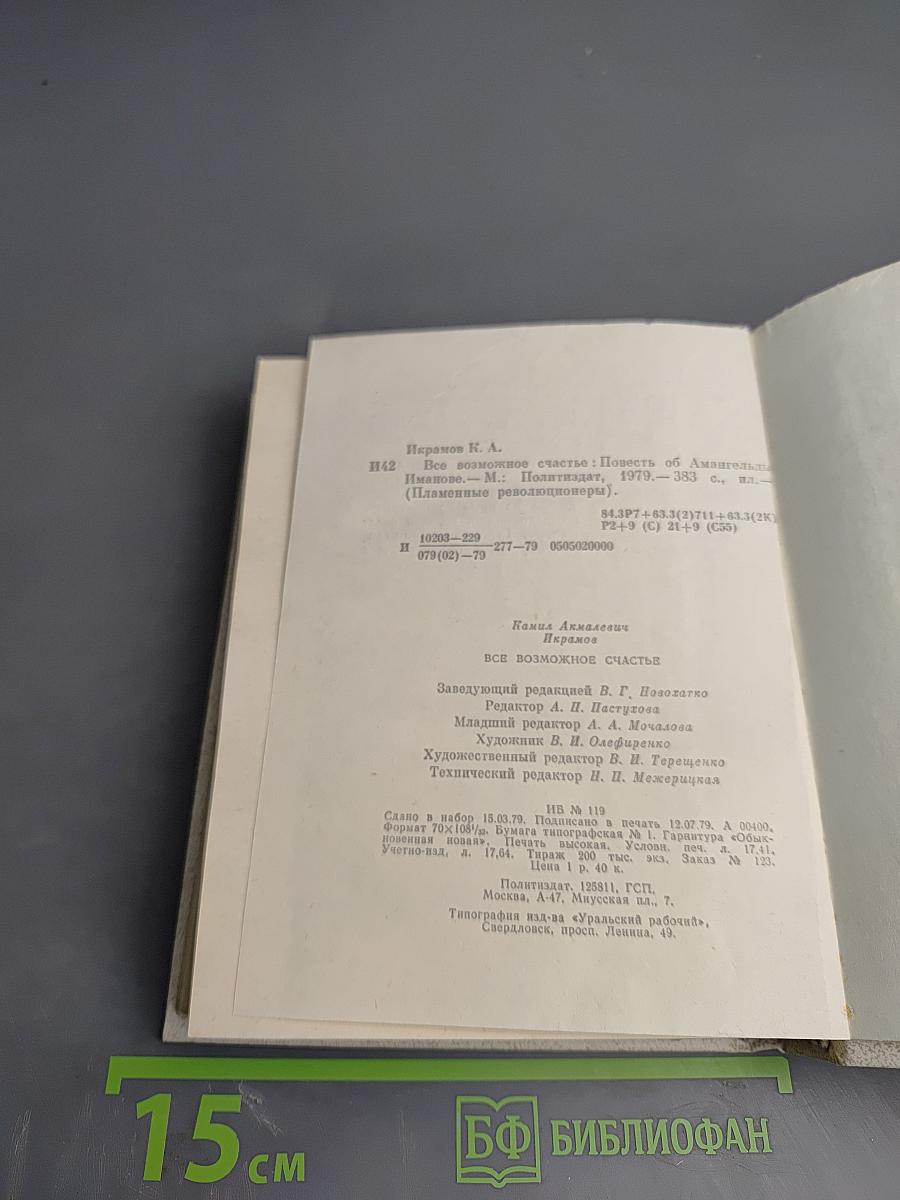 Икрамов К. А.
И42 Все возможное счастье: Повесть об Амангельды
Иманове.— М.: Политиздат, 1979.— 383 с., ил.—
(Пламенные революционеры).
84.3Р7+63.3(2)711+63.3(2К)
Р2+9 (С) 21+9 (С55)
И 10203—229
079(02)—79 277—79 0505020000
Камил Акмалевич
Икрамов
ВСЕ ВОЗМОЖНОЕ СЧАСТЬЕ
Заведующий редакцией В. Г. Новохатко
Редактор А. П. Пастухова
Младший редактор А. А. Мочалова
Художник В. И. Олефиренко
Художественный редактор В. И. Терещенко
Технический редактор Н. П. Межерицкая
ИБ № 119
Сдано в набор 15.03.79. Подписано в печать 12.07.79. А 00400.
Формат 70×108¹/₃₂. Бумага типографская № 1. Гарнитура «Обык-
новенная новая». Печать высокая. Условн. печ. л. 17,41.
Учетно-изд. л. 17,64. Тираж 200 тыс. экз. Заказ № 123.
Цена 1 р. 40 к.
Политиздат. 125811, ГСП,
Москва, А-47, Миусская пл., 7.
Типография изд-ва «Уральский рабочий»,
Свердловск, просп. Ленина, 49.
15 см
БФ БИБЛИОФАН